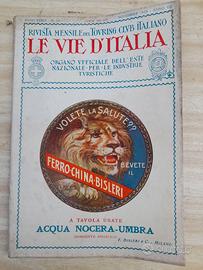 RIVISTA MENSILE DEL TOURING CLUB ITALIANO
LE VIE D'ITALIA
ORGANO UFFICIALE DELL'ENTE
NAZIONALE PER LE INDUSTRIE
TURISTICHE
VOLETE LA SALUTE??
BEVETE
IL
FERRO-CHINA-BISLERI
A TAVOLA USATE
ACQUA NOCERA-UMBRA
F. BISLERI & C. - MILANO